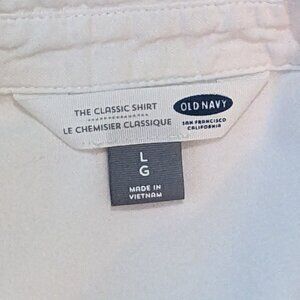 THE CLASSIC SHIRT
LE CHEMISIER CLASSIQUE
OLD NAVY
SAN FRANCISCO
CALIFORNIA
L
G
MADE IN
VIETNAM